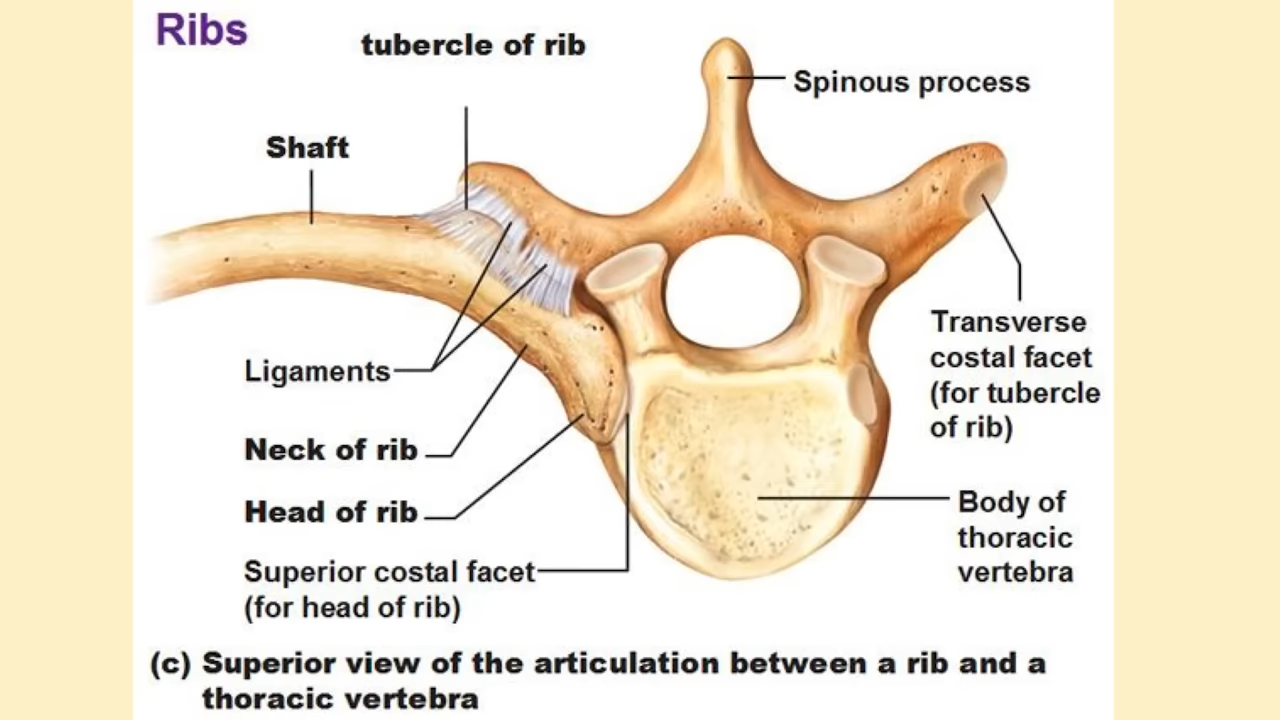 Ribs
tubercle of rib
Spinous process
Shaft
Transverse
costal facet
(for tubercle
of rib)
Ligaments
Neck of rib
Head of rib
Body of
thoracic
vertebra
Superior costal facet
(for head of rib)
(c) Superior view of the articulation between a rib and a
thoracic vertebra